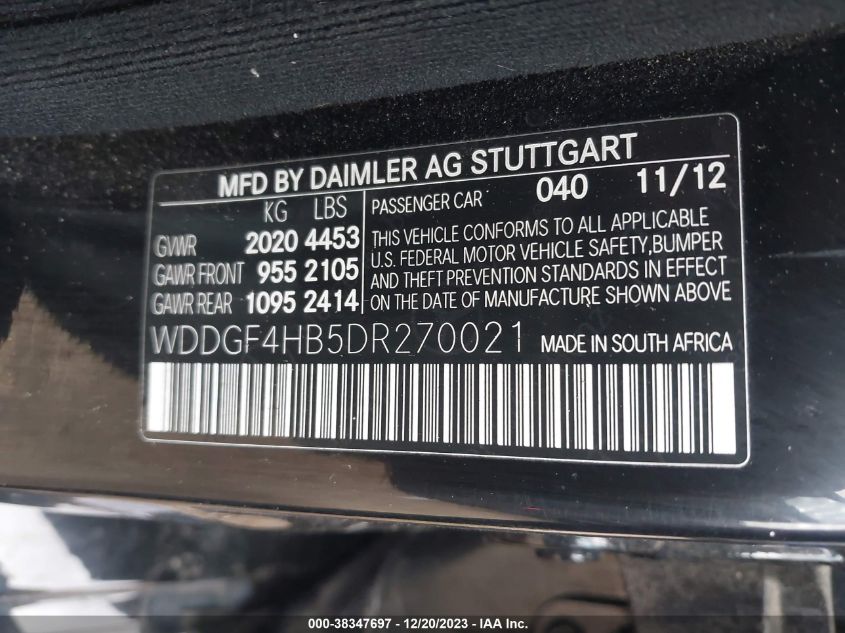 MFD BY DAIMLER AG STUTTGART
KG LBS
GVWR 2020 4453
GAWR FRONT 955 2105
GAWR REAR 1095 2414
PASSENGER CAR 040 11/12
THIS VEHICLE CONFORMS TO ALL APPLICABLE
U.S. FEDERAL MOTOR VEHICLE SAFETY,BUMPER
AND THEFT PREVENTION STANDARDS IN EFFECT
ON THE DATE OF MANUFACTURE SHOWN ABOVE
WDDGF4HB5DR270021 MADE IN SOUTH AFRICA
000-38347697 - 12/20/2023 - IAA Inc.